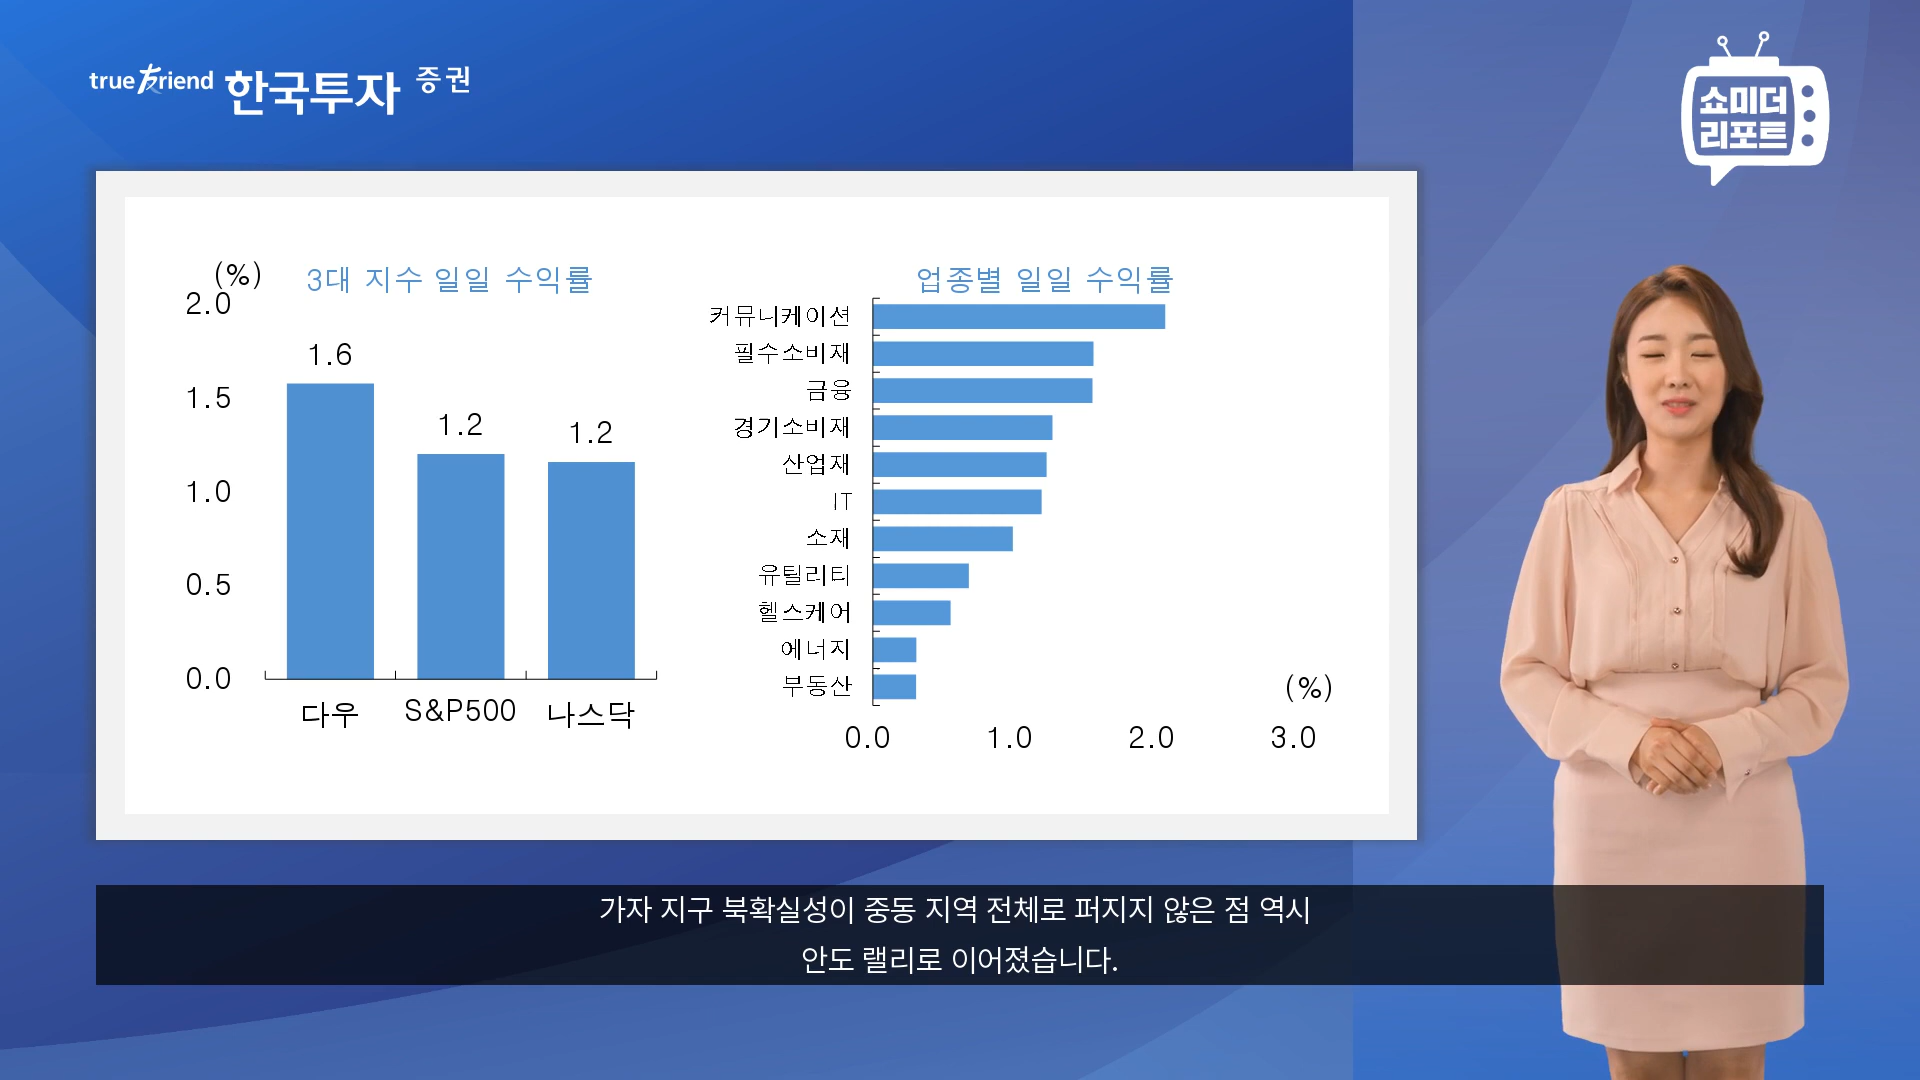 true friend 한국투자 증권
쇼미더
리포트
(%)
3대 지수 일일 수익률
2.0
1.5
1.0
0.5
0.0
1.6
1.2
1.2
다우
S&P500
나스닥
업종별 일일 수익률
커뮤니케이션
필수소비재
금융
경기소비재
산업재
IT
소재
유틸리티
헬스케어
에너지
부동산
(%)
0.0
1.0
2.0
3.0
가자 지구 북확실성이 중동 지역 전체로 퍼지지 않은 점 역시
안도 랠리로 이어졌습니다.